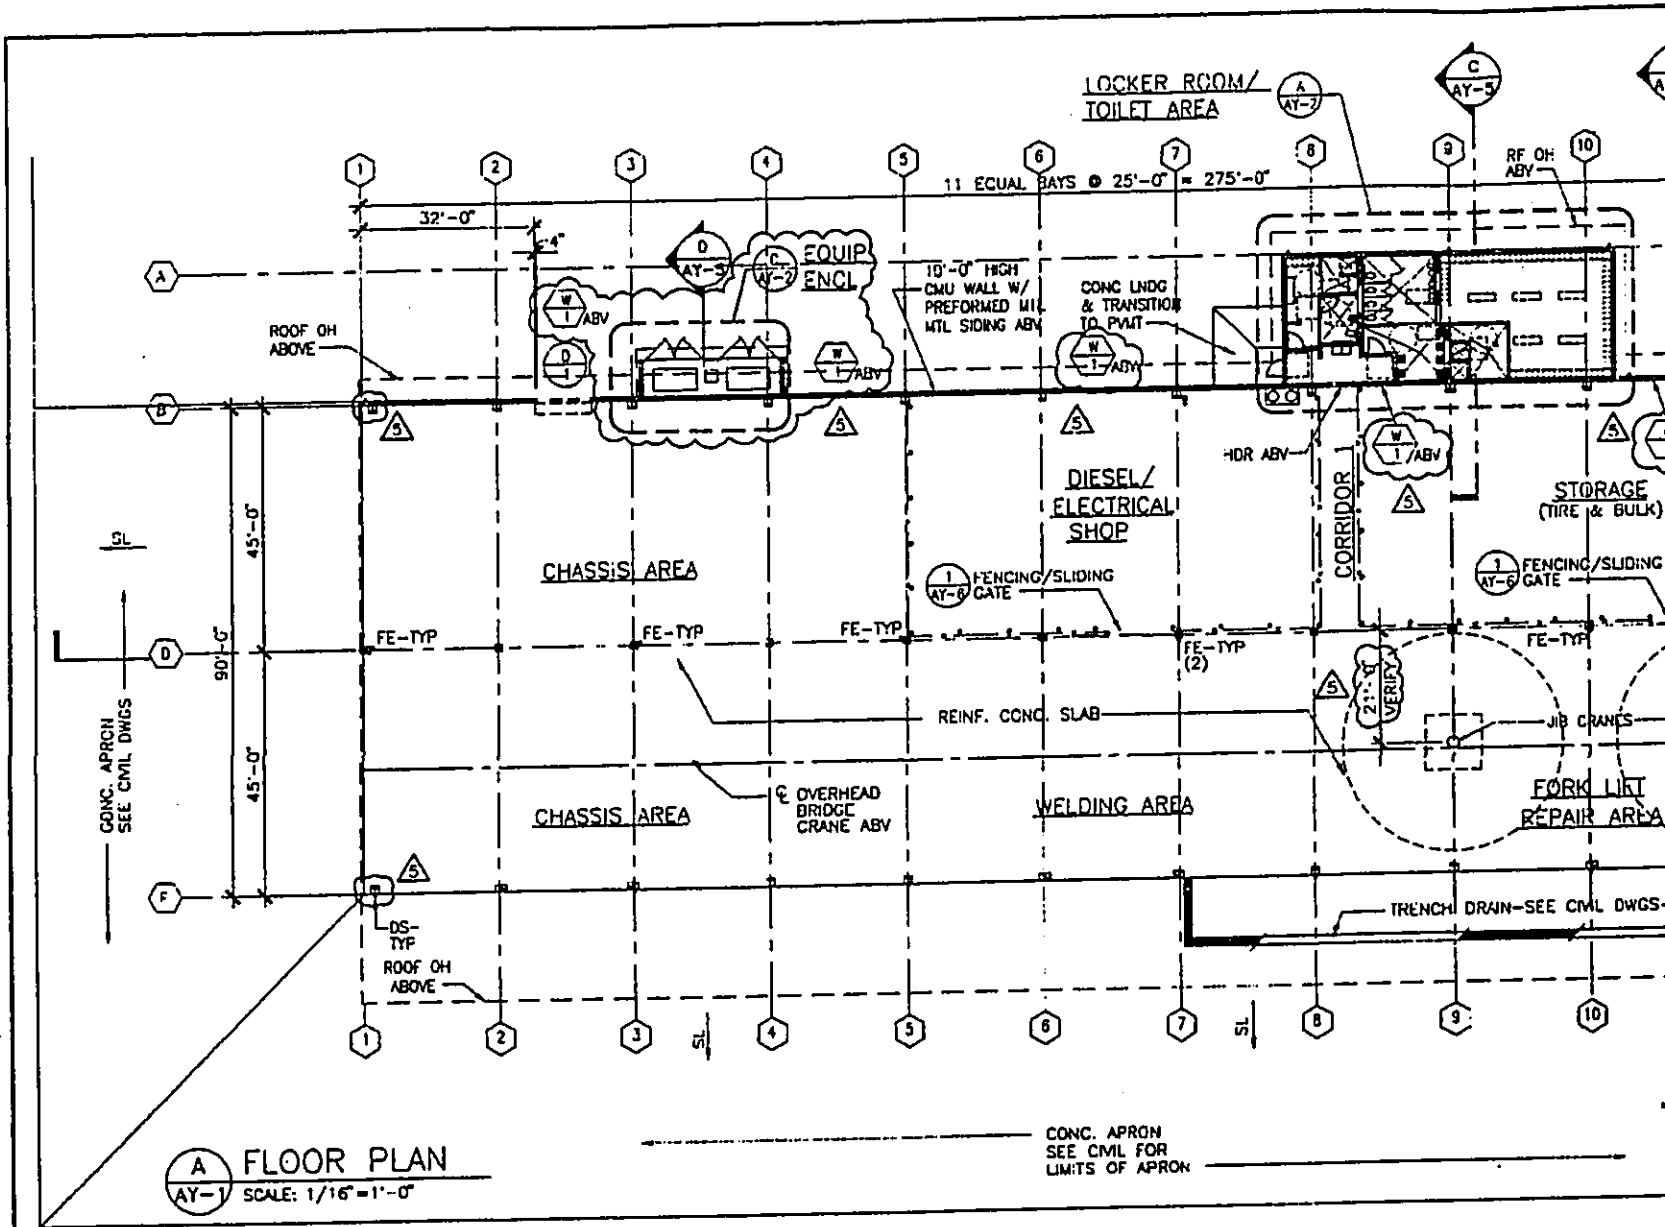 LOCKER ROOM/
TOILET AREA
A
AY-7
C
AY-5
1
2
3
4
5
6
7
8
9
10
RF OH
ABV
11 EQUAL BAYS @ 25'-0" = 275'-0"
32'-0"
D
AY-5
C
AY-2
EQUIP
ENCL
A
W
1
ABV
10'-0" HIGH
CMU WALL W/
PREFORMED
MTL SIDING ABV
CONC LNDG
& TRANSITION
TO PVMT
ROOF OH
ABOVE
D
1
W
1
ABV
W
1
ABV
B
5
5
5
5
HDR ABV
W
1
ABV
5
DIESEL/
ELECTRICAL
SHOP
CORRIDOR
STORAGE
(TIRE & BULK)
45'-0"
SL
CHASSIS AREA
1
AY-6
FENCING/SLIDING
GATE
1
AY-6
FENCING/SLIDING
GATE
D
90'-0"
FE-TYP
FE-TYP
FE-TYP
FE-TYP
(2)
FE-TYP
5
21'-0"
VERIFY
CONC. APRON
SEE CIVIL DWGS
REINF. CONC. SLAB
JIB CRANES
45'-0"
CHASSIS AREA
℄ OVERHEAD
BRIDGE
CRANE ABV
WELDING AREA
FORK LIFT
REPAIR AREA
5
F
DS-
TYP
TRENCH DRAIN-SEE CIVIL DWGS
ROOF OH
ABOVE
1
2
3
SL
4
5
6
7
SL
8
9
10
CONC. APRON
SEE CIVIL FOR
LIMITS OF APRON
A
AY-1
FLOOR PLAN
SCALE: 1/16"=1'-0"